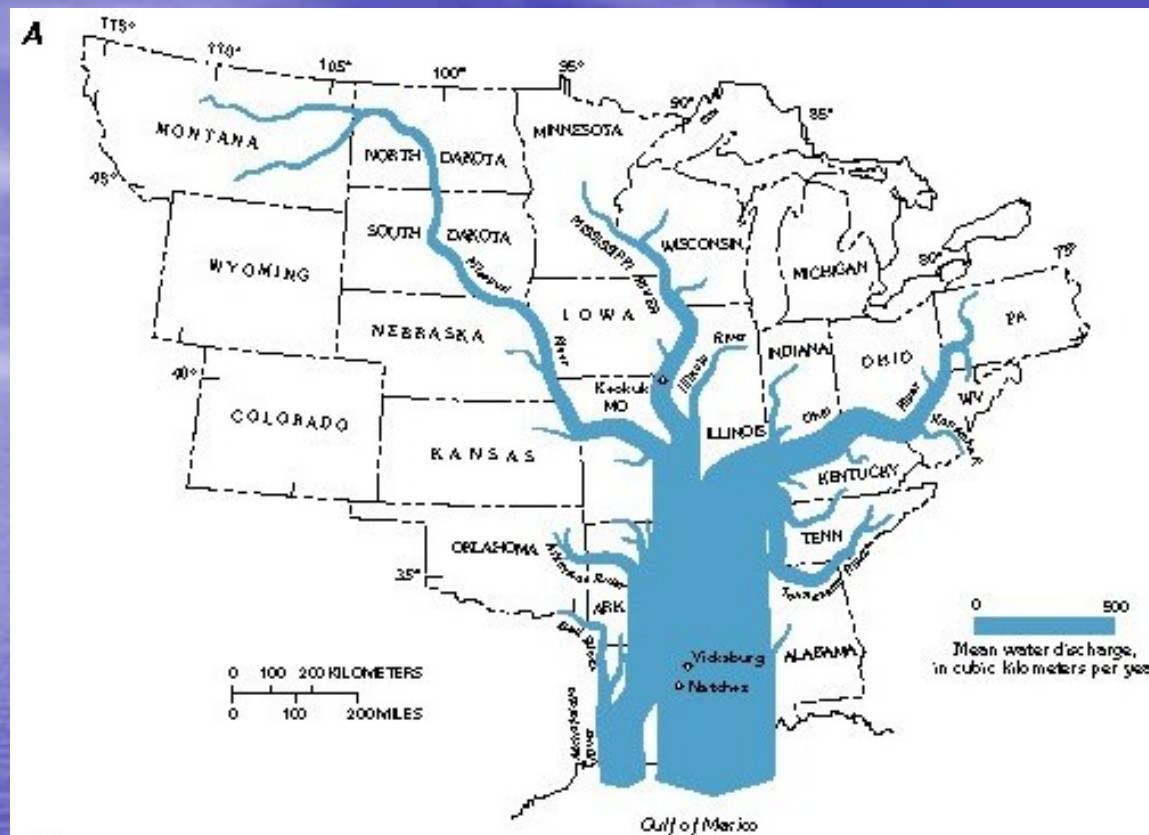 A
115°
110°
105°
100°
95°
90°
85°
MONTANA
MINNESOTA
NORTH DAKOTA
45°
SOUTH DAKOTA
Missouri
River
MISSISSIPPI RIVER
WISCONSIN
MICHIGAN
80°
75°
WYOMING
IOWA
PA
NEBRASKA
Illinois River
INDIANA
OHIO
40°
Keokuk
MO
Ohio River
WV
COLORADO
ILLINOIS
KANSAS
KENTUCKY
OKLAHOMA
Arkansas River
TENN
35°
Tennessee River
ARK
Red River
0 500
Mean water discharge,
in cubic kilometers per yea
Vicksburg
ALABAMA
Natchez
0 100 200 KILOMETERS
0 100 200 MILES
Atchafalaya
River
Gulf of Mexico